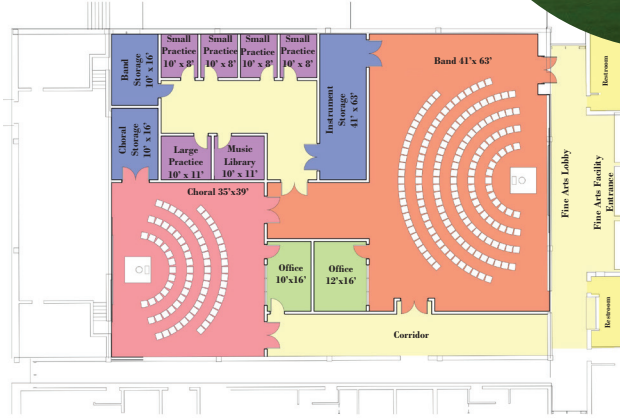 Small
Practice
10' x 8'
Small
Practice
10' x 8'
Small
Practice
10' x 8'
Small
Practice
10' x 8'
Band
Storage
10' x 16'
Instrument
Storage
41' x 63'
Band 41'x 63'
Restroom
Choral
Storage
10' x 16'
Large
Practice
10' x 11'
Music
Library
10' x 11'
Choral 35'x39'
Fine Arts Lobby
Fine Arts Facility
Entrance
Office
10'x16'
Office
12'x16'
Corridor
Restroom